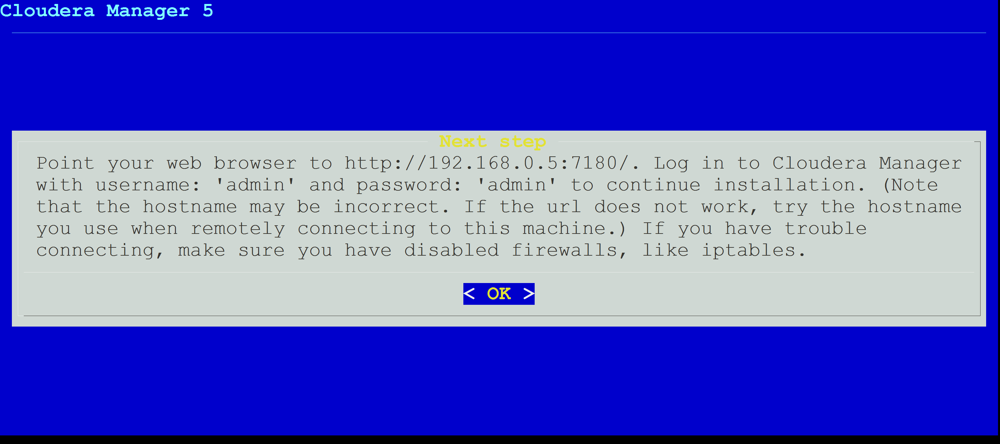 Cloudera Manager 5
Next step
Point your web browser to http://192.168.0.5:7180/. Log in to Cloudera Manager
with username: 'admin' and password: 'admin' to continue installation. (Note
that the hostname may be incorrect. If the url does not work, try the hostname
you use when remotely connecting to this machine.) If you have trouble
connecting, make sure you have disabled firewalls, like iptables.
< OK >